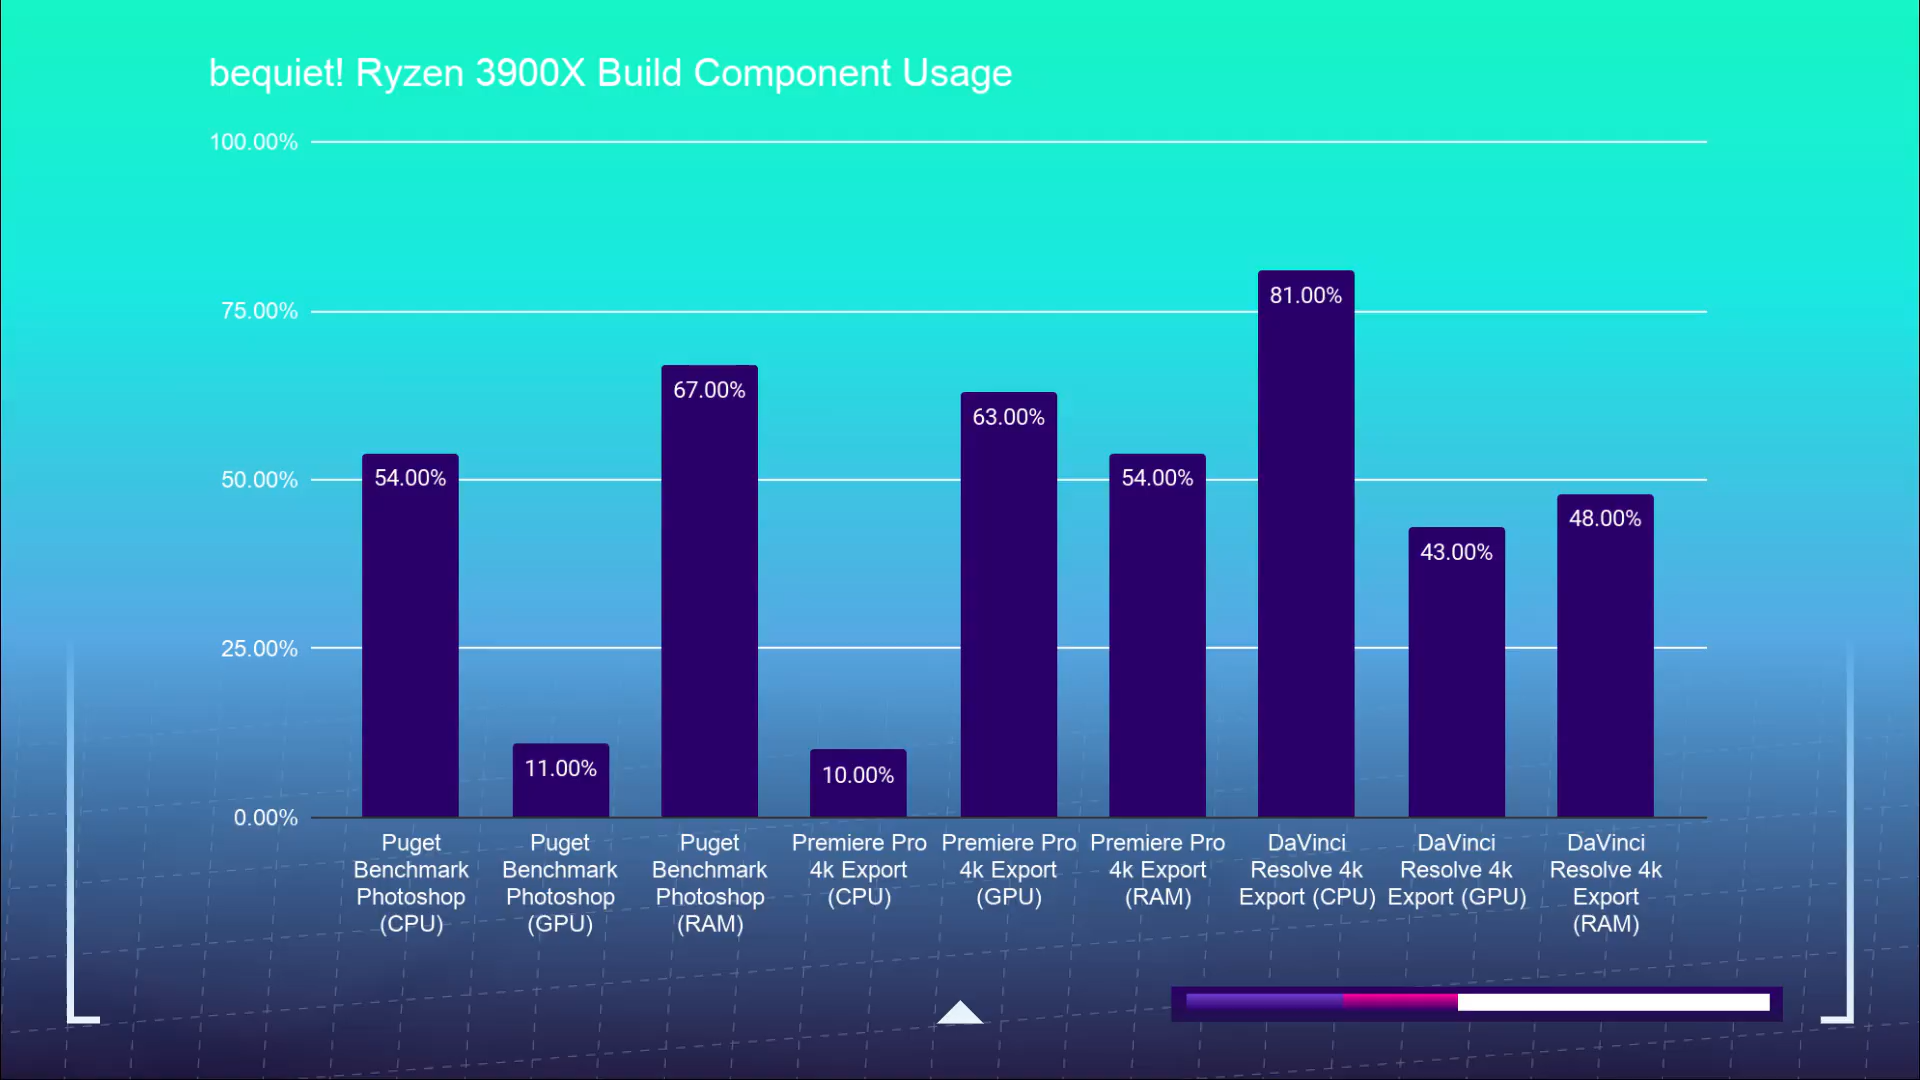 bequiet! Ryzen 3900X Build Component Usage
100.00%
75.00%
50.00%
25.00%
0.00%
54.00%
11.00%
67.00%
10.00%
63.00%
54.00%
81.00%
43.00%
48.00%
Puget
Benchmark
Photoshop
(CPU)
Puget
Benchmark
Photoshop
(GPU)
Puget
Benchmark
Photoshop
(RAM)
Premiere Pro
4k Export
(CPU)
Premiere Pro
4k Export
(GPU)
Premiere Pro
4k Export
(RAM)
DaVinci
Resolve 4k
Export (CPU)
DaVinci
Resolve 4k
Export (GPU)
DaVinci
Resolve 4k
Export
(RAM)